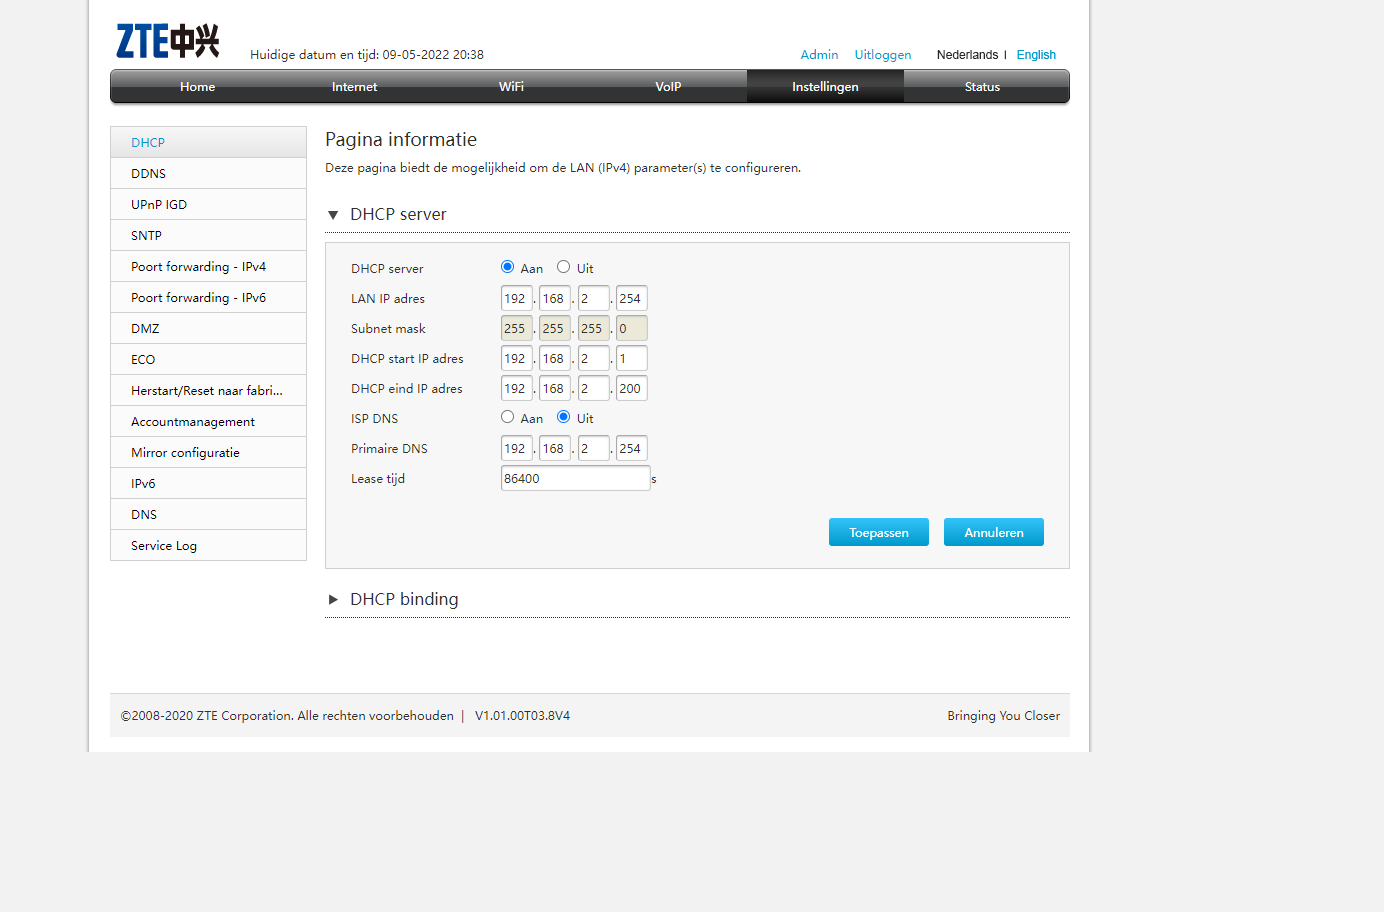 ZTE中兴
Huidige datum en tijd: 09-05-2022 20:38
Admin Uitloggen Nederlands | English
Home Internet WiFi VoIP Instellingen Status
DHCP
DDNS
UPnP IGD
SNTP
Poort forwarding - IPv4
Poort forwarding - IPv6
DMZ
ECO
Herstart/Reset naar fabri...
Accountmanagement
Mirror configuratie
IPv6
DNS
Service Log
Pagina informatie
Deze pagina biedt de mogelijkheid om de LAN (IPv4) parameter(s) te configureren.
▼ DHCP server
DHCP server Aan Uit
LAN IP adres 192 . 168 . 2 . 254
Subnet mask 255 . 255 . 255 . 0
DHCP start IP adres 192 . 168 . 2 . 1
DHCP eind IP adres 192 . 168 . 2 . 200
ISP DNS Aan Uit
Primaire DNS 192 . 168 . 2 . 254
Lease tijd 86400 s
Toepassen Annuleren
► DHCP binding
©2008-2020 ZTE Corporation. Alle rechten voorbehouden | V1.01.00T03.8V4
Bringing You Closer